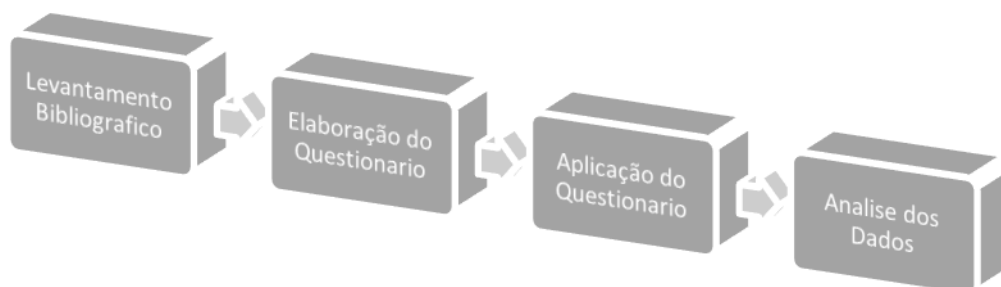 Levantamento
Bibliografico
Elaboração do
Questionario
Aplicação do
Questionario
Analise dos
Dados